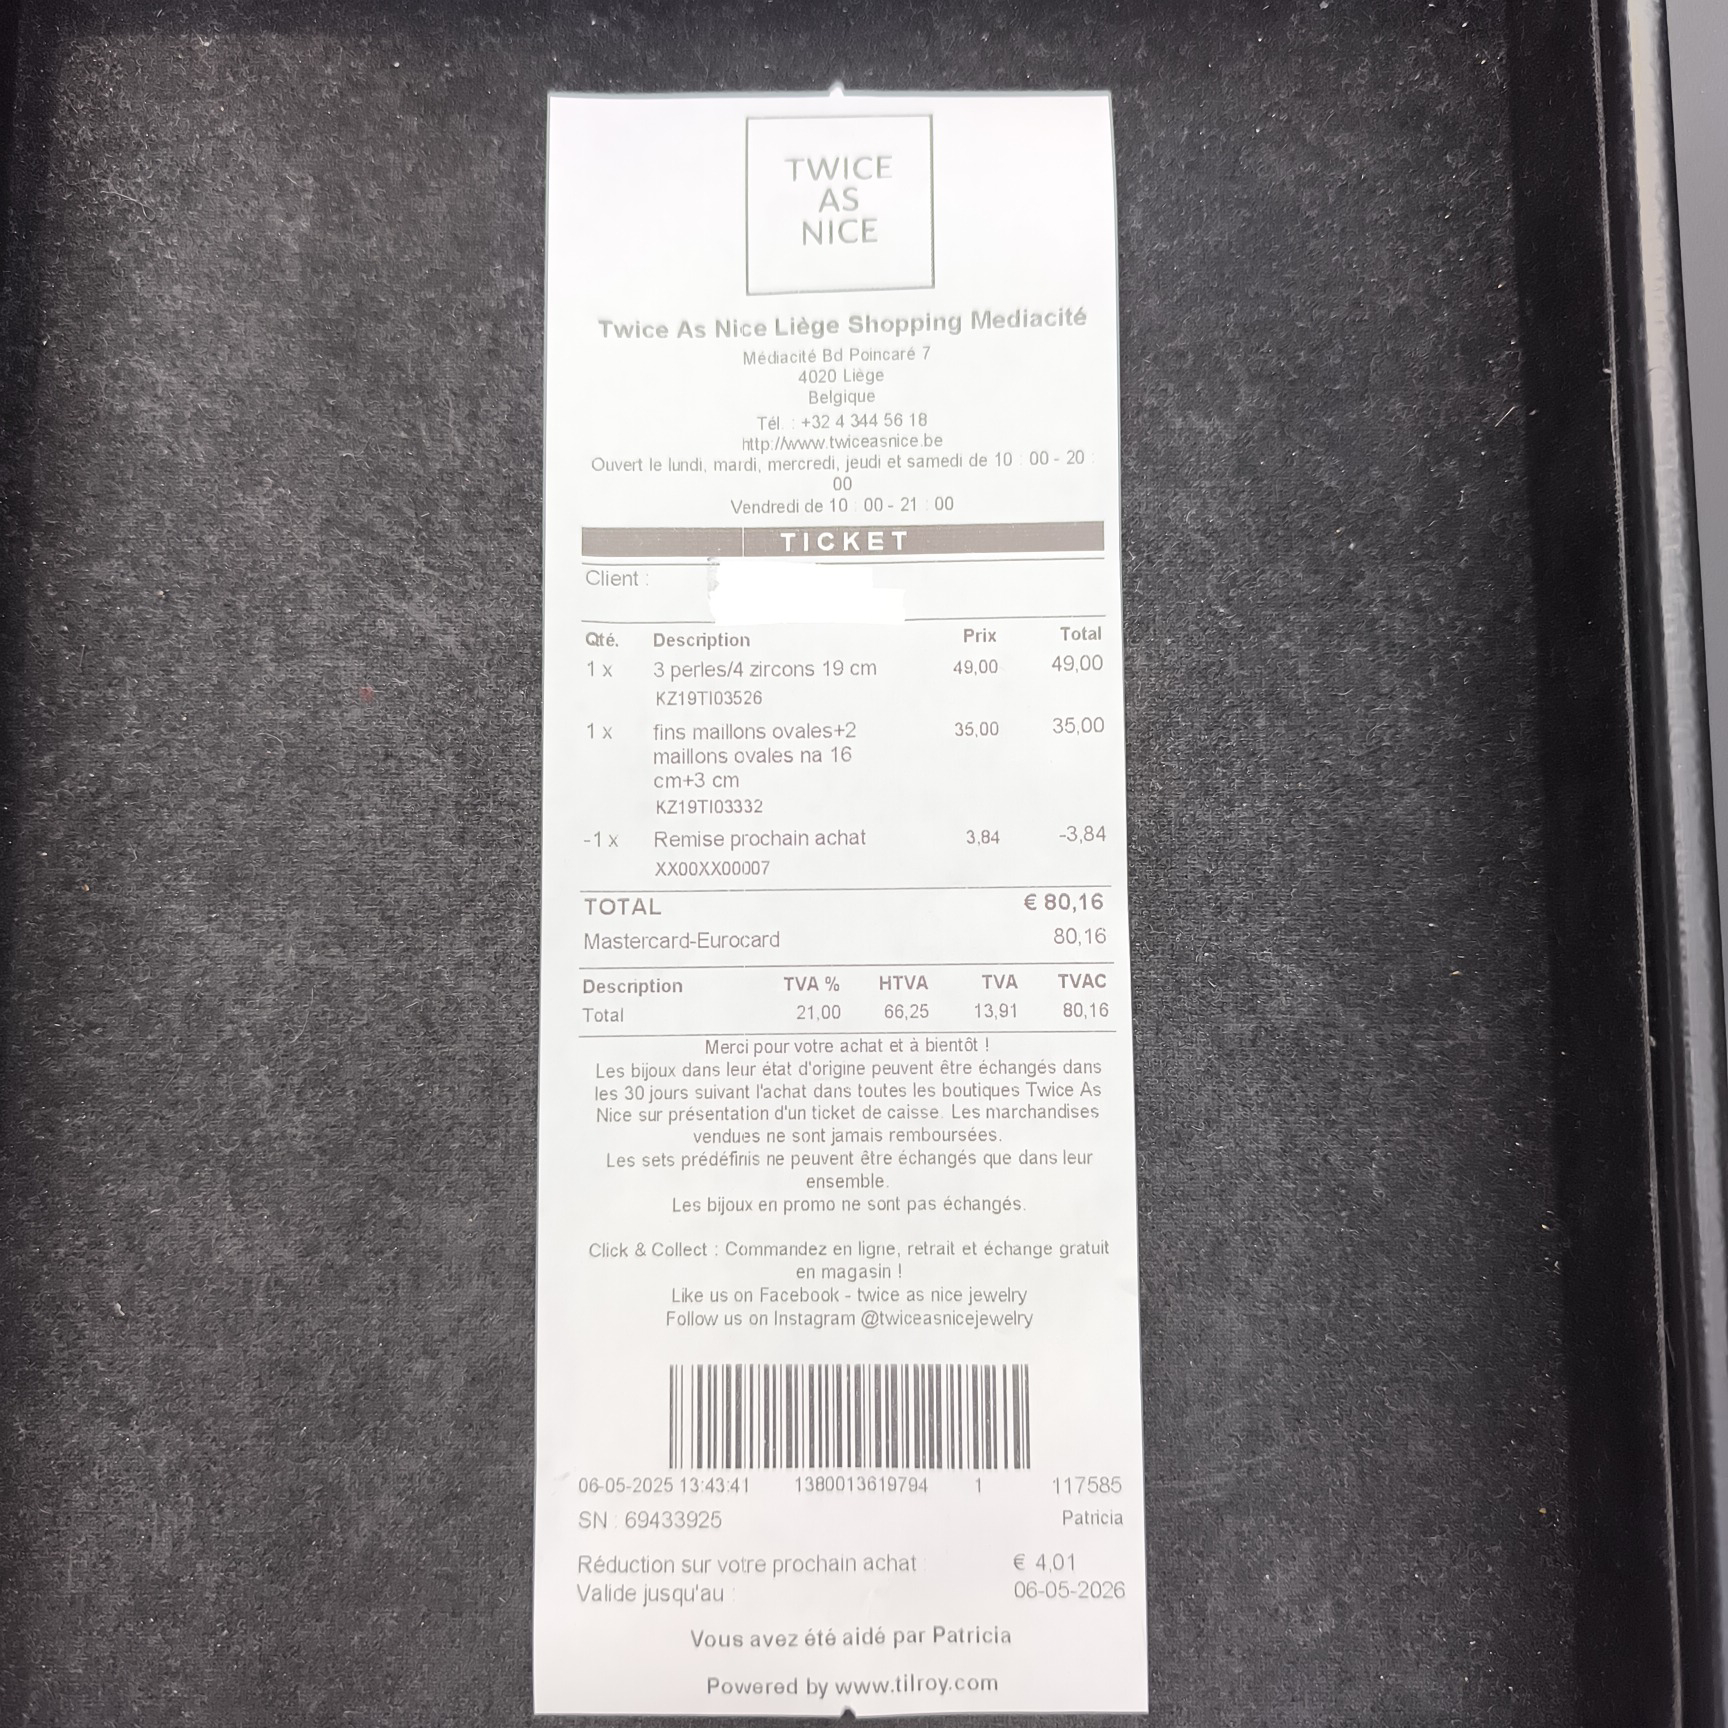 TWICE
AS
NICE
Twice As Nice Liège Shopping Mediacité
Médiacité Bd Poincaré 7
4020 Liège
Belgique
Tél. : +32 4 344 56 18
http://www.twiceasnice.be
Ouvert le lundi, mardi, mercredi, jeudi et samedi de 10 : 00 - 20 :
00
Vendredi de 10 : 00 - 21 : 00
TICKET
Client :
Qté. Description Prix Total
1 x 3 perles/4 zircons 19 cm 49,00 49,00
KZ19TI03526
1 x fins maillons ovales+2 35,00 35,00
maillons ovales na 16
cm+3 cm
KZ19TI03332
-1 x Remise prochain achat 3,84 -3,84
XX00XX00007
TOTAL € 80,16
Mastercard-Eurocard 80,16
Description TVA % HTVA TVA TVAC
Total 21,00 66,25 13,91 80,16
Merci pour votre achat et à bientôt !
Les bijoux dans leur état d'origine peuvent être échangés dans
les 30 jours suivant l'achat dans toutes les boutiques Twice As
Nice sur présentation d'un ticket de caisse. Les marchandises
vendues ne sont jamais remboursées.
Les sets prédéfinis ne peuvent être échangés que dans leur
ensemble.
Les bijoux en promo ne sont pas échangés.
Click & Collect : Commandez en ligne, retrait et échange gratuit
en magasin !
Like us on Facebook - twice as nice jewelry
Follow us on Instagram @twiceasnicejewelry
06-05-2025 13:43:41 1380013619794 1 117585
SN : 69433925 Patricia
Réduction sur votre prochain achat € 4,01
Valide jusqu'au : 06-05-2026
Vous avez été aidé par Patricia
Powered by www.tilroy.com